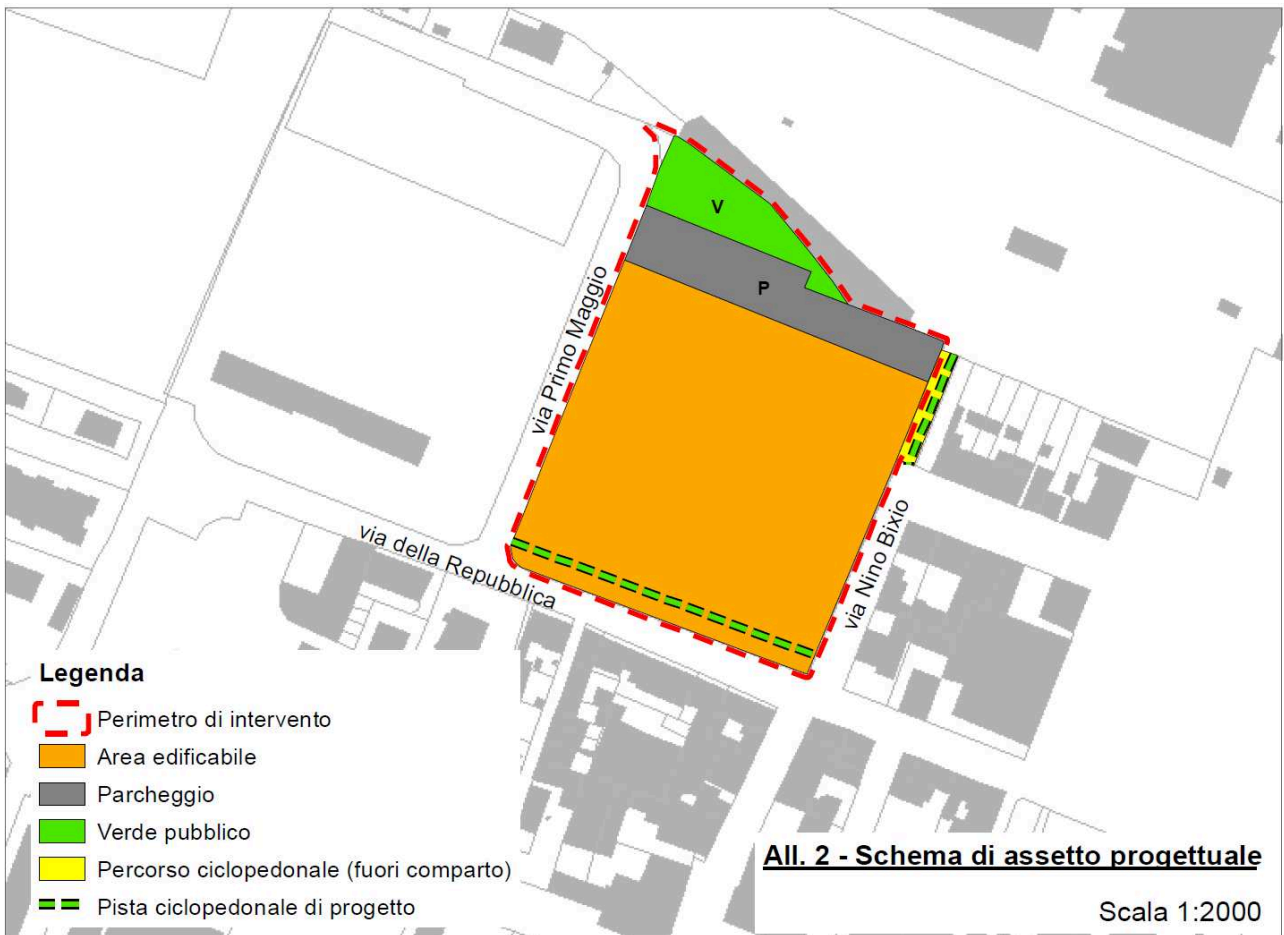 V
P
via Primo Maggio
via della Repubblica
via Nino Bixio
Legenda
Perimetro di intervento
Area edificabile
Parcheggio
Verde pubblico
Percorso ciclopedonale (fuori comparto)
Pista ciclopedonale di progetto
All. 2 - Schema di assetto progettuale
Scala 1:2000